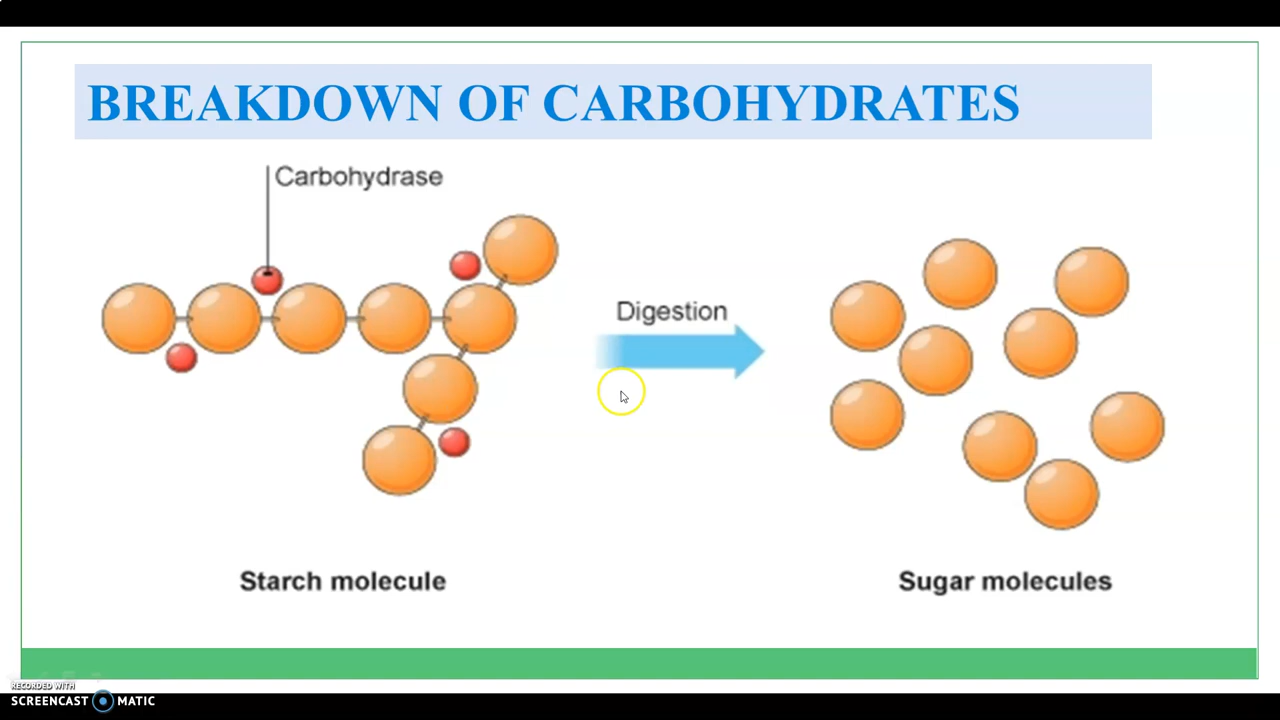 BREAKDOWN OF CARBOHYDRATES
Carbohydrase
Digestion
Starch molecule
Sugar molecules
RECORDED WITH
SCREENCAST MATIC